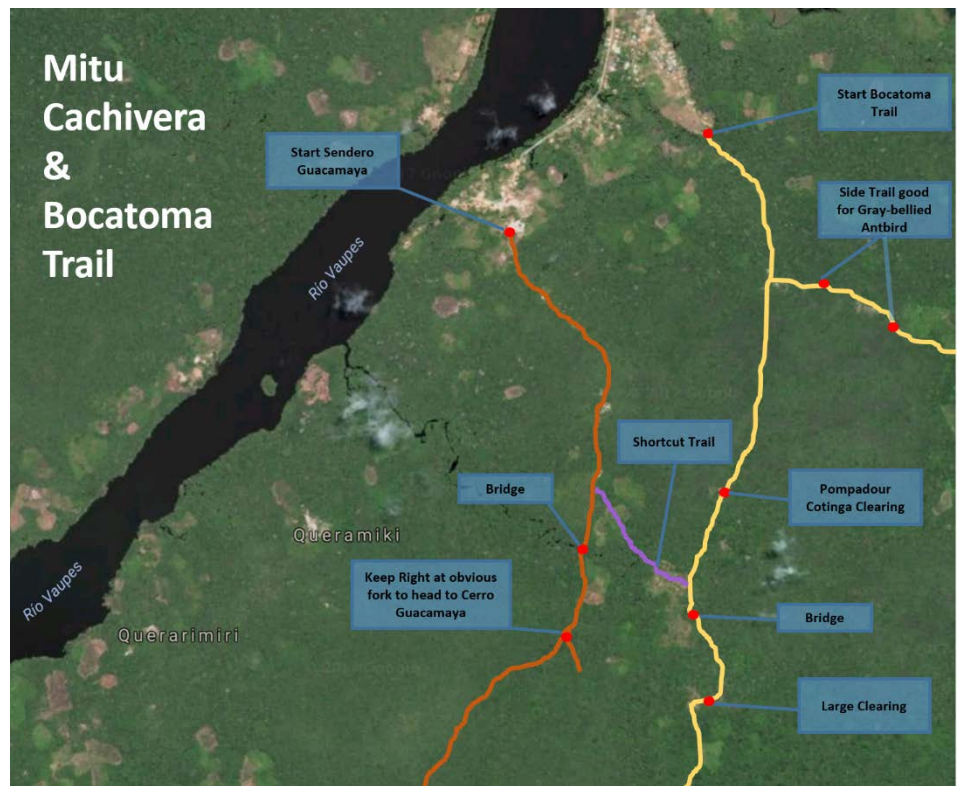 Mitu
Cachivera
&
Bocatoma
Trail
Start Bocatoma
Trail
Start Sendero
Guacamaya
Side Trail good
for Gray-bellied
Antbird
Río Vaupes
Shortcut Trail
Bridge
Pompadour
Cotinga Clearing
Queramiki
Keep Right at obvious
fork to head to Cerro
Guacamaya
Río Vaupes
Querarimiri
Bridge
Large Clearing